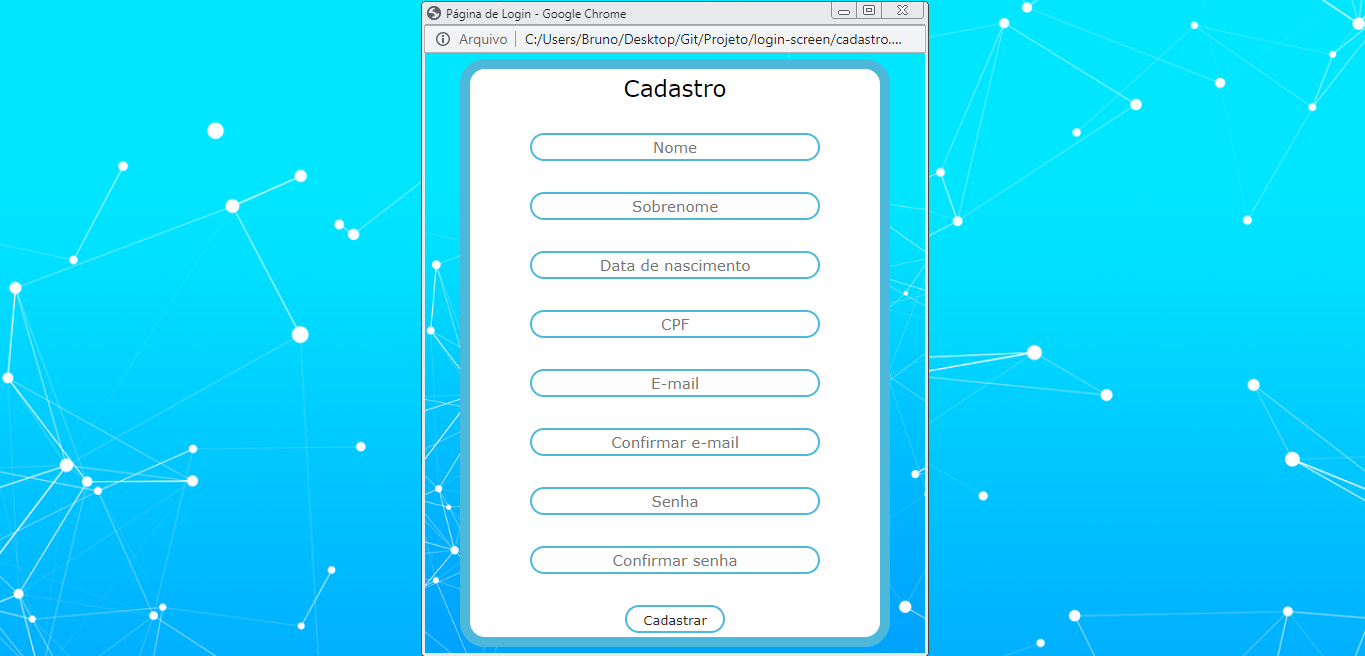 Página de Login - Google Chrome
Arquivo | C:/Users/Bruno/Desktop/Git/Projeto/login-screen/cadastro....
Cadastro
Nome
Sobrenome
Data de nascimento
CPF
E-mail
Confirmar e-mail
Senha
Confirmar senha
Cadastrar